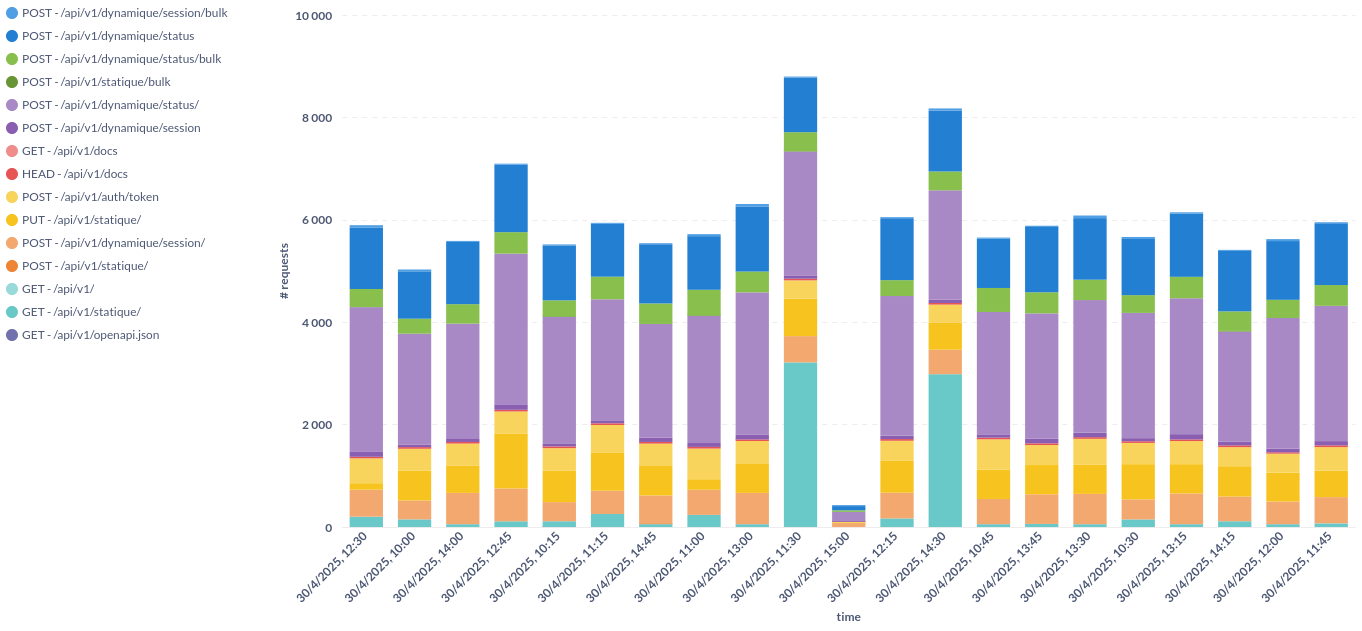 POST - /api/v1/dynamique/session/bulk
POST - /api/v1/dynamique/status
POST - /api/v1/dynamique/status/bulk
POST - /api/v1/statique/bulk
POST - /api/v1/dynamique/status/
POST - /api/v1/dynamique/session
GET - /api/v1/docs
HEAD - /api/v1/docs
POST - /api/v1/auth/token
PUT - /api/v1/statique/
POST - /api/v1/dynamique/session/
POST - /api/v1/statique/
GET - /api/v1/
GET - /api/v1/statique/
GET - /api/v1/openapi.json
# requests
10 000
8 000
6 000
4 000
2 000
0
30/4/2025, 12:30
30/4/2025, 10:00
30/4/2025, 14:00
30/4/2025, 12:45
30/4/2025, 10:15
30/4/2025, 11:15
30/4/2025, 14:45
30/4/2025, 11:00
30/4/2025, 13:00
30/4/2025, 11:30
30/4/2025, 15:00
30/4/2025, 12:15
30/4/2025, 14:30
30/4/2025, 10:45
30/4/2025, 13:45
30/4/2025, 13:30
30/4/2025, 10:30
30/4/2025, 13:15
30/4/2025, 14:15
30/4/2025, 12:00
30/4/2025, 11:45
time